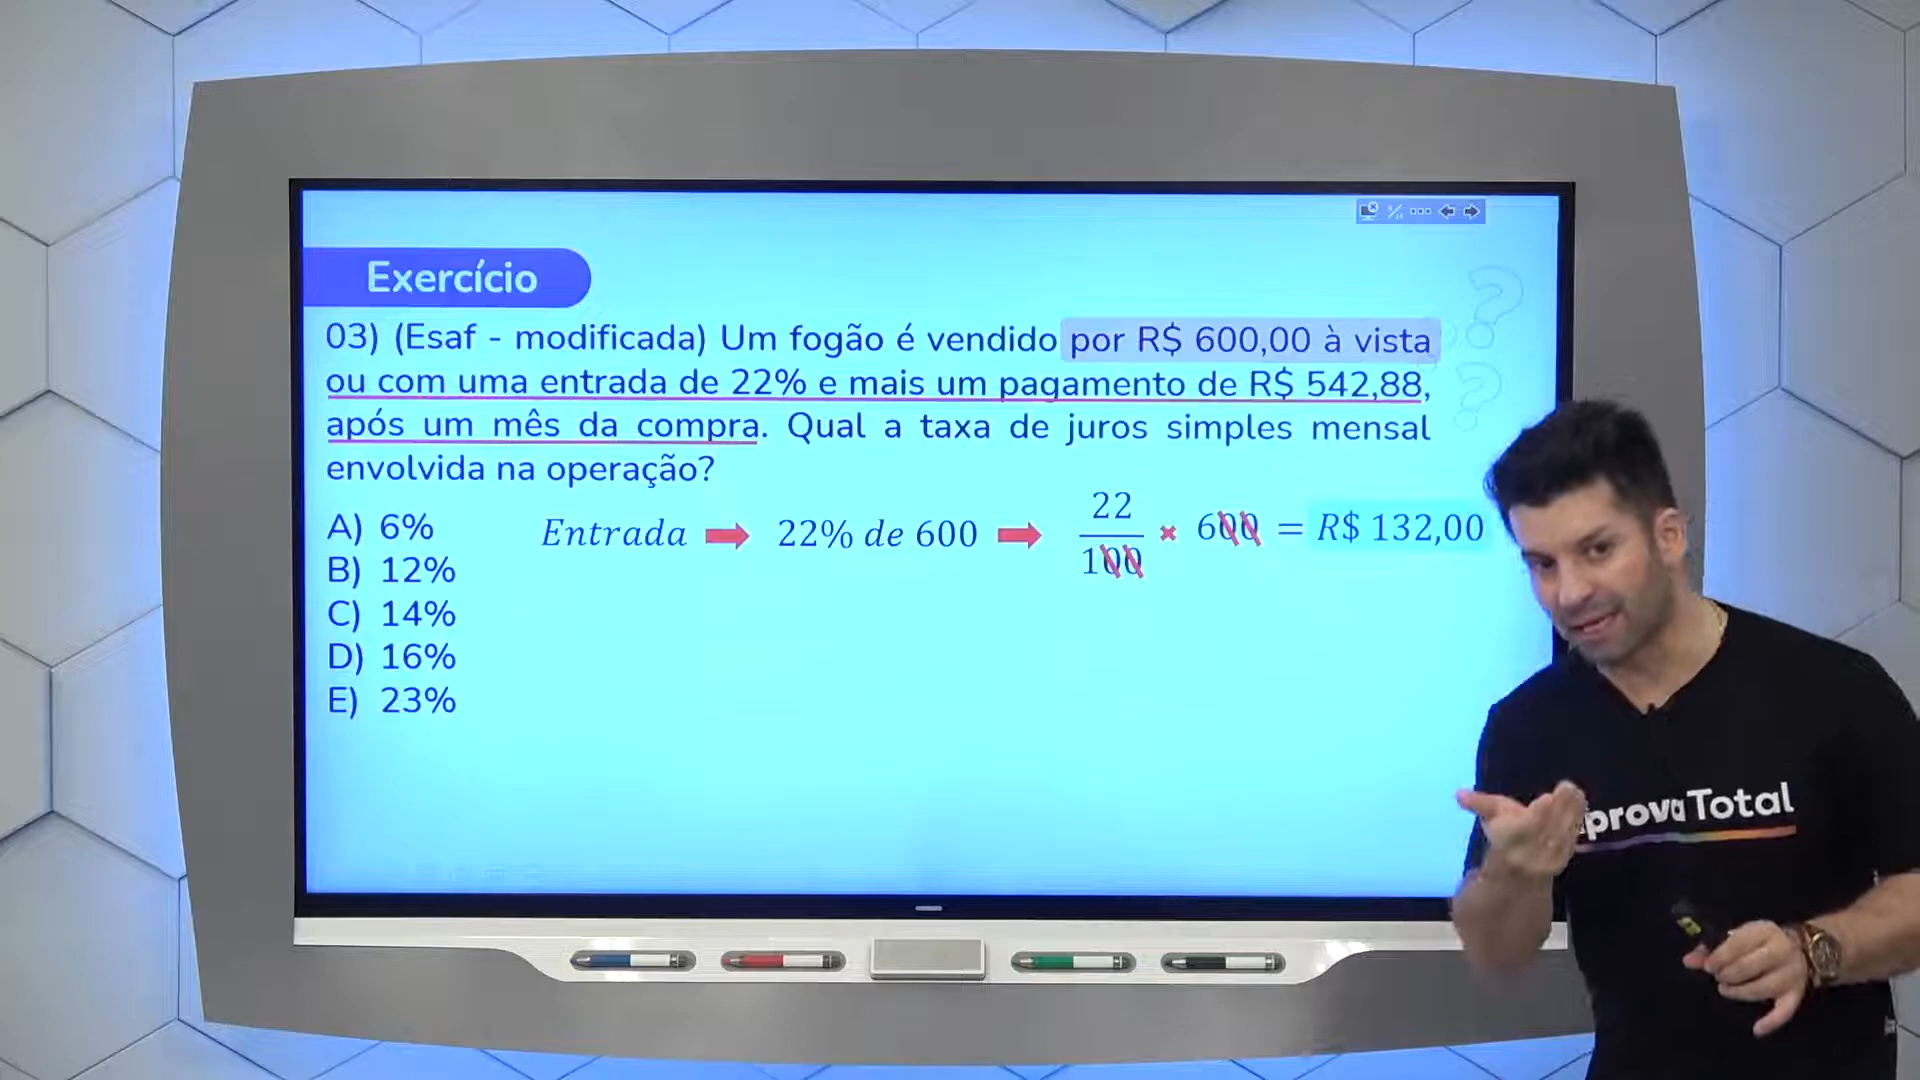 Exercício
03) (Esaf - modificada) Um fogão é vendido por R$ 600,00 à vista
ou com uma entrada de 22% e mais um pagamento de R$ 542,88,
após um mês da compra. Qual a taxa de juros simples mensal
envolvida na operação?
A) 6%
B) 12%
C) 14%
D) 16%
E) 23%
Entrada ➡ 22% de 600 ➡ 22/100 × 600 = R$ 132,00
provaTotal